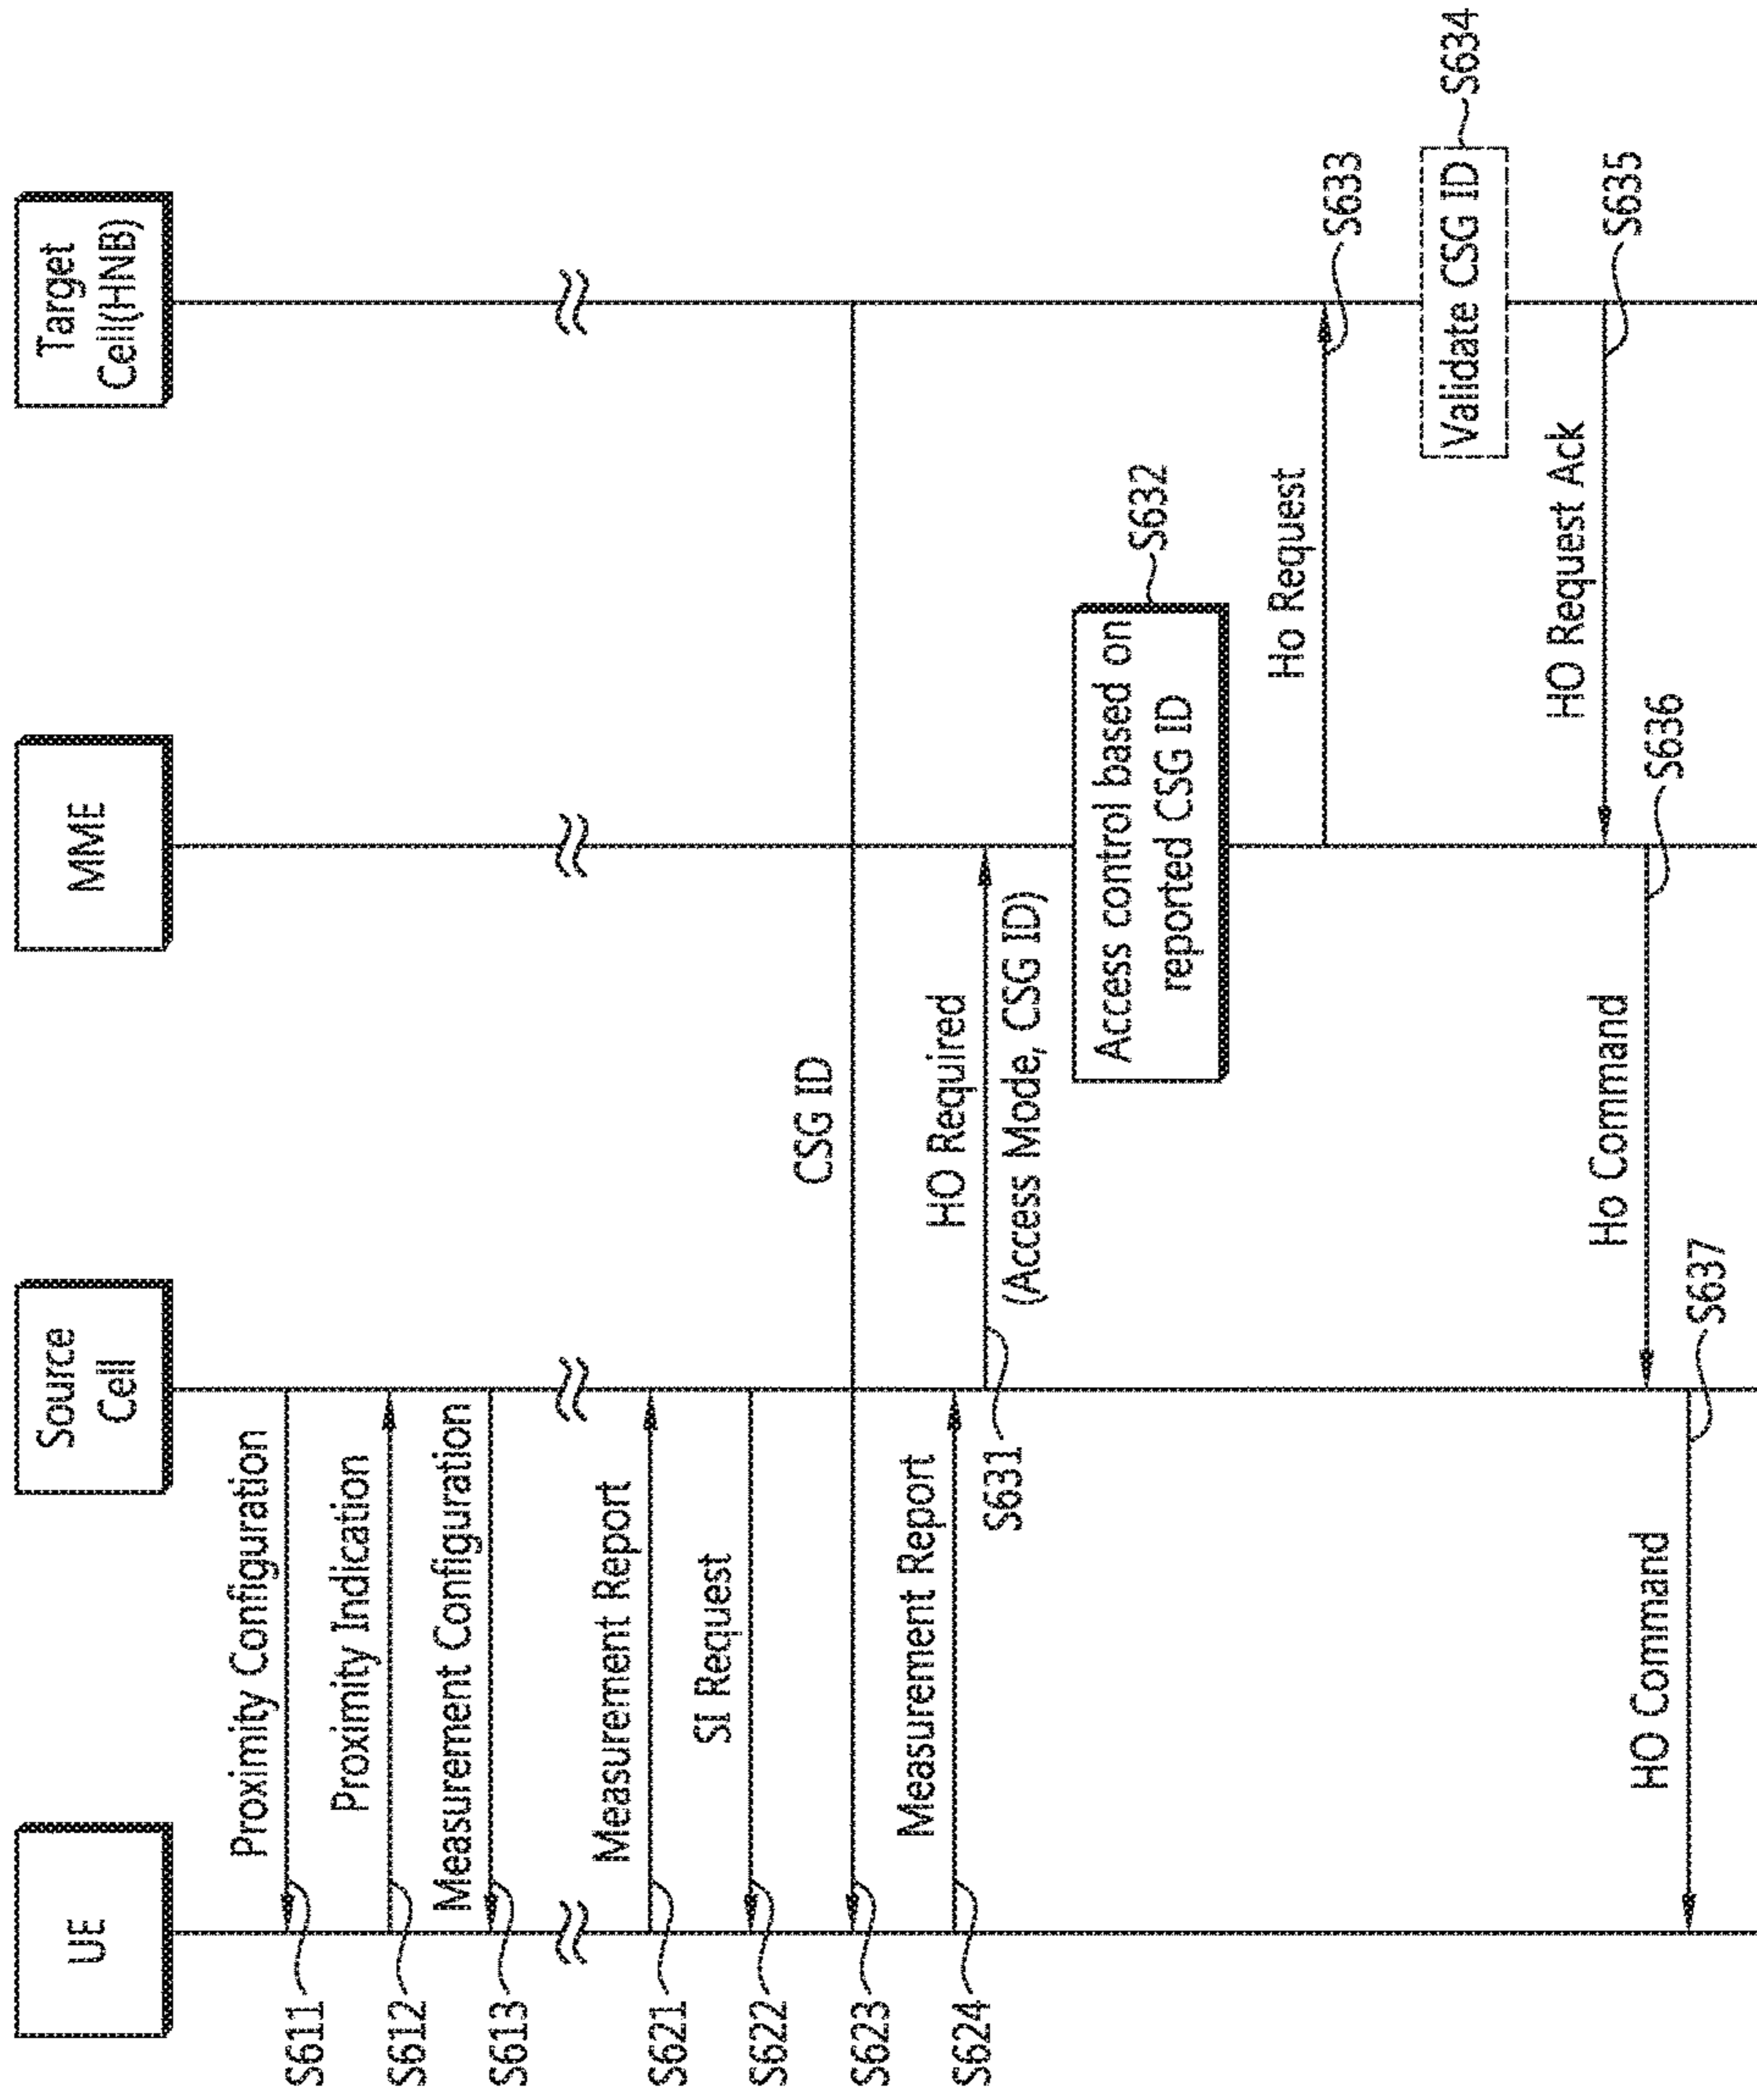 UE
Source
Cell
MME
Target
Cell(HNB)
Proximity Configuration
S611
Proximity Indication
S612
Measurement Configuration
S613
Measurement Report
S621
SI Request
S622
CSG ID
S623
Measurement Report
S624
HO Required
(Access Mode, CSG ID)
S631
Access control based on
reported CSG ID
S632
Ho Request
S633
Validate CSG ID
S634
HO Request Ack
S635
Ho Command
S636
HO Command
S637